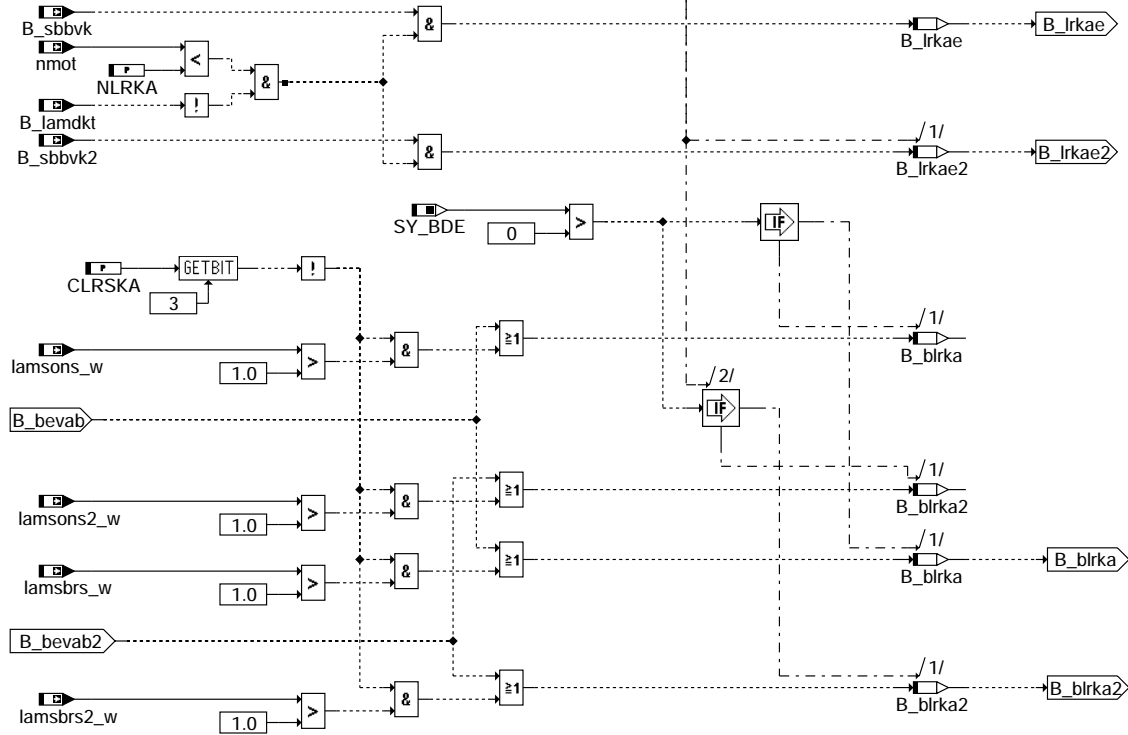 B_sbbvk
&
B_lrkae
B_lrkae
nmot
<
P
NLRKA
&
B_lamdkt
!
B_sbbvk2
&
/1/
B_lrkae2
B_lrkae2
SY_BDE
0
>
IF
P
CLRSKA
GETBIT
!
3
/1/
lamsons_w
1.0
>
&
≥1
B_blrka
/2/
B_bevab
IF
/1/
lamsons2_w
1.0
>
&
≥1
B_blrka2
/1/
lamsbrs_w
1.0
>
&
≥1
B_blrka
B_blrka
B_bevab2
/1/
lamsbrs2_w
1.0
>
&
≥1
B_blrka2
B_blrka2